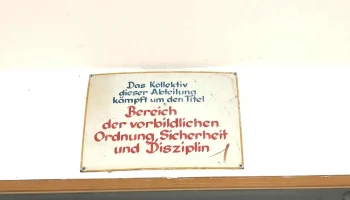 Das Kollektiv
dieser Abteilung
kämpft um den Titel
Bereich
der vorbildlichen
Ordnung, Sicherheit
und Disziplin